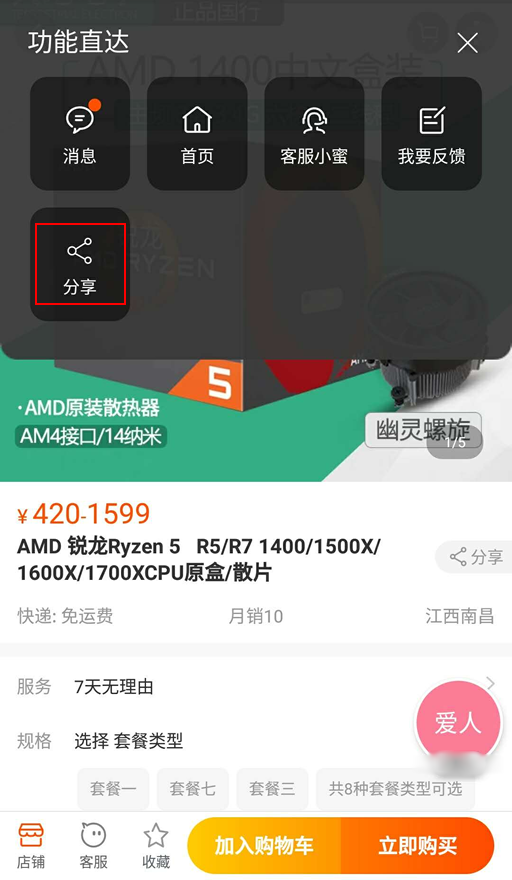 正品国行
功能直达
AMD 1400中文盒装
消息
首页
客服小蜜
我要反馈
锐龙
RYZEN
分享
5
·AMD原装散热器
AM4接口/14纳米
幽灵螺旋
1/5
¥ 420-1599
AMD 锐龙Ryzen 5 R5/R7 1400/1500X/
1600X/1700XCPU原盒/散片
分享
快递: 免运费
月销10
江西南昌
服务
7天无理由
爱人
规格
选择 套餐类型
套餐一
套餐七
套餐三
共8种套餐类型可选
店铺
客服
收藏
加入购物车
立即购买